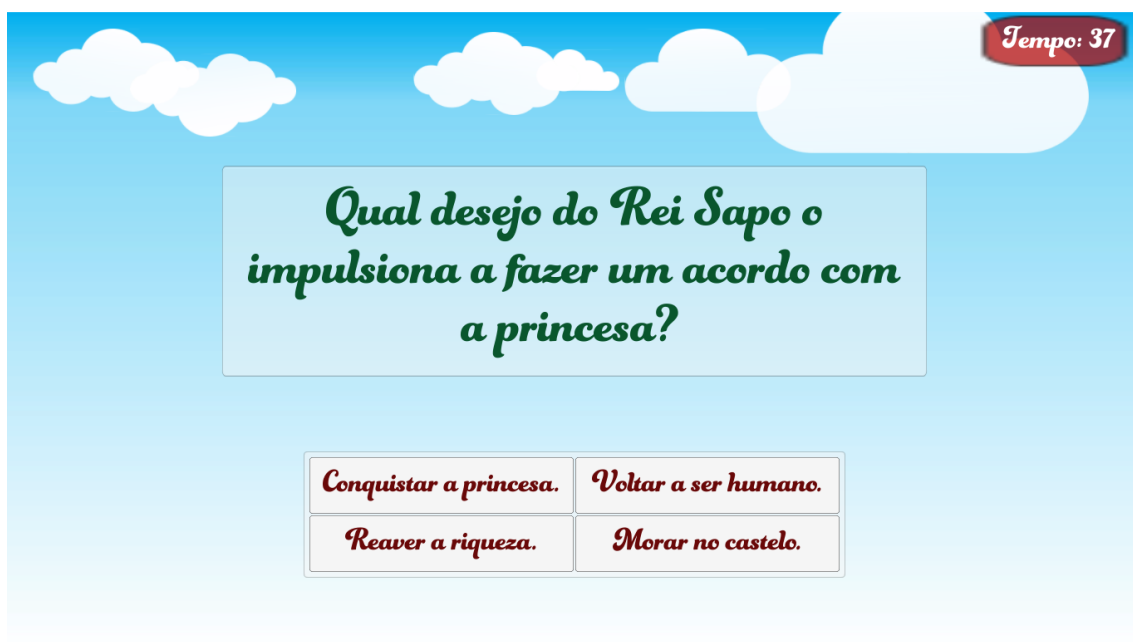 Tempo: 37
Qual desejo do Rei Sapo o
impulsiona a fazer um acordo com
a princesa?
Conquistar a princesa.
Voltar a ser humano.
Reaver a riqueza.
Morar no castelo.